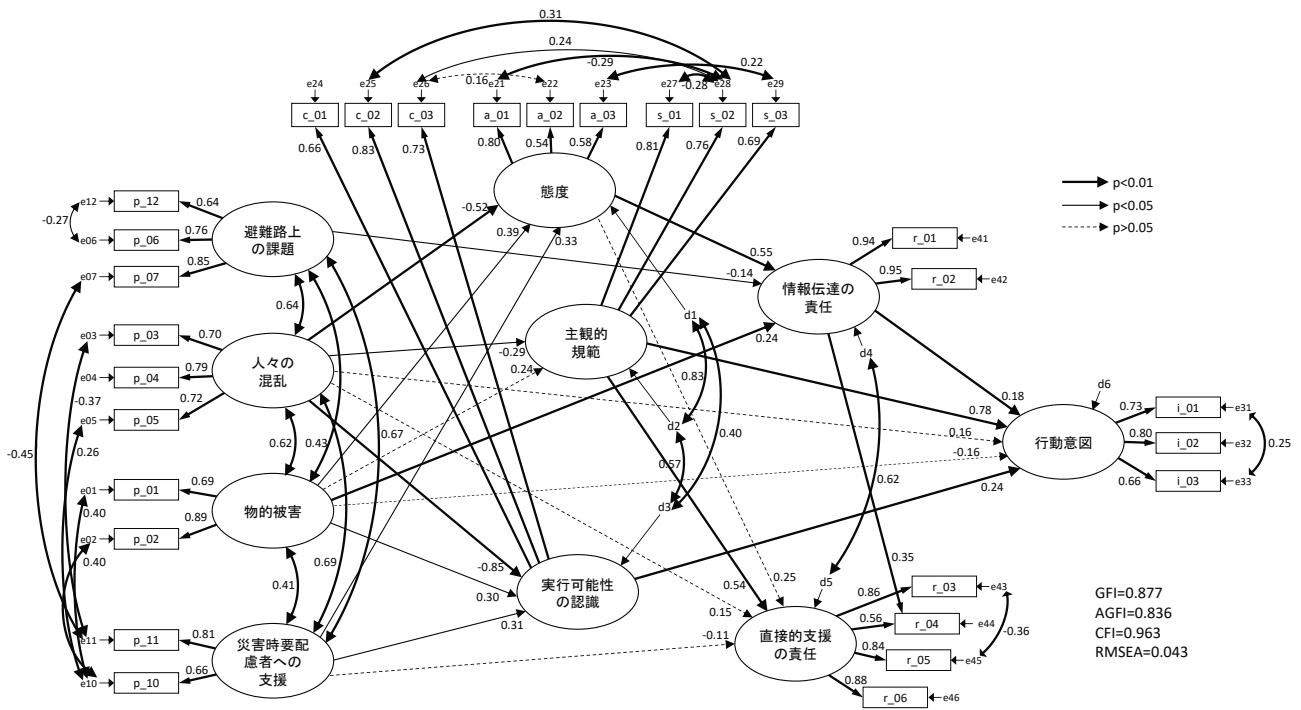 0.31
0.24
-0.29
0.22
0.16
-0.28
e24
e25
e26
e21
e22
e23
e27
e28
e29
c_01
c_02
c_03
a_01
a_02
a_03
s_01
s_02
s_03
0.66
0.83
0.73
0.80
0.54
0.58
0.81
0.76
0.69
態度
p<0.01
p<0.05
p>0.05
e12
p_12
0.64
-0.27
e06
p_06
0.76
e07
p_07
0.85
避難路上
の課題
-0.52
0.39
0.33
0.55
-0.14
0.94
r_01
e41
0.95
r_02
e42
情報伝達の
責任
0.64
d1
主観的
規範
e03
p_03
0.70
e04
p_04
0.79
-0.37
e05
p_05
0.72
人々の
混乱
-0.29
0.24
0.24
d4
0.83
0.26
-0.45
0.62
0.43
0.67
d2
0.40
0.57
0.78
0.18
0.16
-0.16
d6
0.73
i_01
e31
0.80
i_02
e32
0.25
0.66
i_03
e33
行動意図
e01
p_01
0.69
0.40
e02
p_02
0.89
0.40
物的被害
0.62
0.24
d3
0.41
0.69
-0.85
0.30
0.31
実行可能性
の認識
0.54
0.25
0.15
-0.11
d5
0.35
0.86
r_03
e43
0.56
r_04
e44
-0.36
0.84
r_05
e45
0.88
r_06
e46
直接的支援
の責任
e11
p_11
0.81
e10
p_10
0.66
災害時要配
慮者への
支援
GFI=0.877
AGFI=0.836
CFI=0.963
RMSEA=0.043